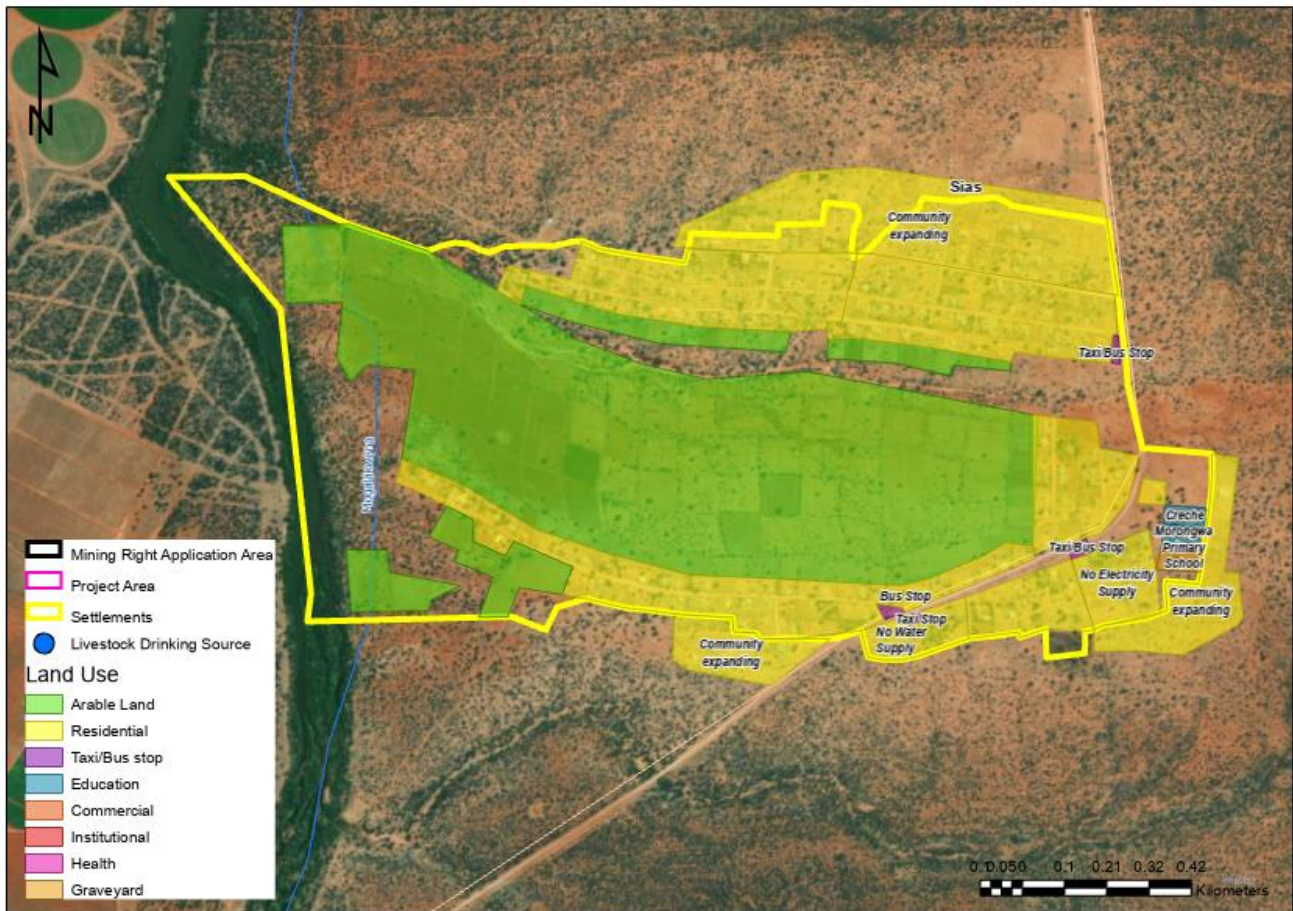 N
Sias
Community
expanding
Taxi/Bus Stop
Creche
Morongwa
Primary
School
Taxi/Bus Stop
No Electricity
Supply
Community
expanding
Bus Stop
Taxi Stop
No Water
Supply
Community
expanding
Mining Right Application Area
Project Area
Settlements
Livestock Drinking Source
Land Use
Arable Land
Residential
Taxi/Bus stop
Education
Commercial
Institutional
Health
Graveyard
0.1 0.05 0 0.1 0.21 0.32 0.42
Kilometers